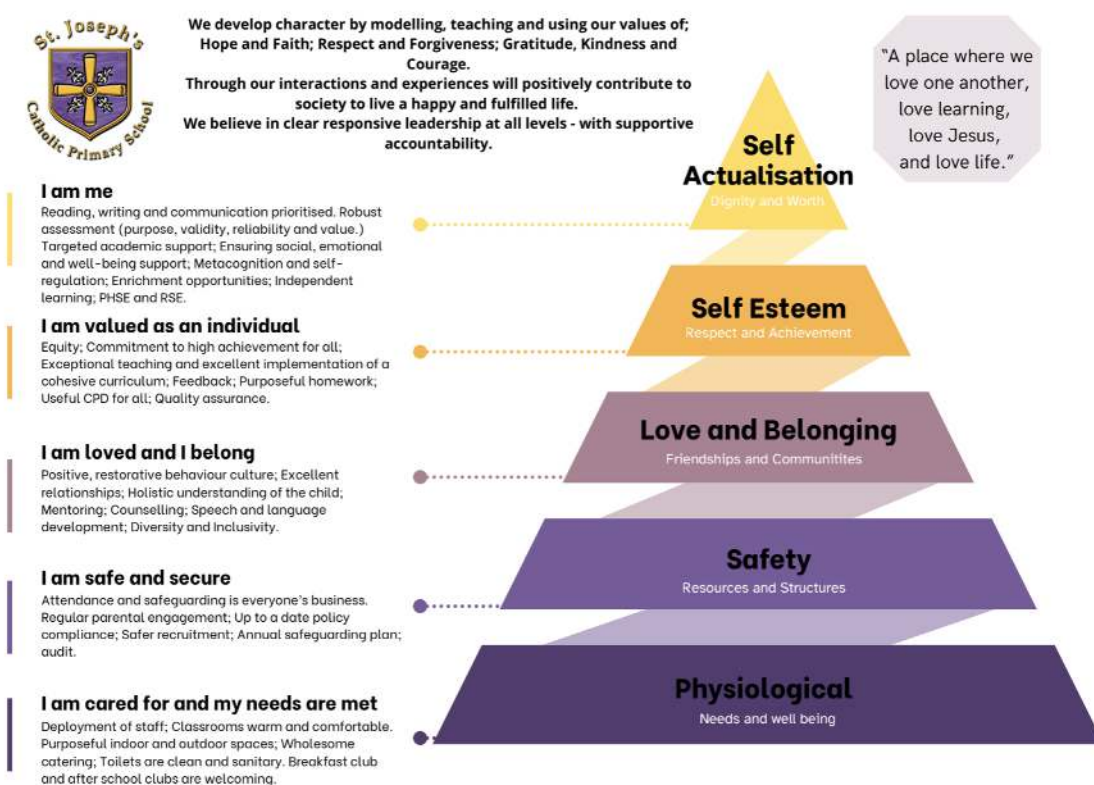 St. Joseph's
Catholic Primary School
We develop character by modelling, teaching and using our values of;
Hope and Faith; Respect and Forgiveness; Gratitude, Kindness and
Courage.
Through our interactions and experiences will positively contribute to
society to live a happy and fulfilled life.
We believe in clear responsive leadership at all levels - with supportive
accountability.
"A place where we
love one another,
love learning,
love Jesus,
and love life."
I am me
Reading, writing and communication prioritised. Robust
assessment (purpose, validity, reliability and value.)
Targeted academic support; Ensuring social, emotional
and well-being support; Metacognition and self-
regulation; Enrichment opportunities; Independent
learning; PHSE and RSE.
Self
Actualisation
Dignity and Worth
I am valued as an individual
Equity; Commitment to high achievement for all;
Exceptional teaching and excellent implementation of a
cohesive curriculum; Feedback; Purposeful homework;
Useful CPD for all; Quality assurance.
Self Esteem
Respect and Achievement
I am loved and I belong
Positive, restorative behaviour culture; Excellent
relationships; Holistic understanding of the child;
Mentoring; Counselling; Speech and language
development; Diversity and Inclusivity.
Love and Belonging
Friendships and Communitites
I am safe and secure
Attendance and safeguarding is everyone's business.
Regular parental engagement; Up to a date policy
compliance; Safer recruitment; Annual safeguarding plan;
audit.
Safety
Resources and Structures
I am cared for and my needs are met
Deployment of staff; Classrooms warm and comfortable.
Purposeful indoor and outdoor spaces; Wholesome
catering; Toilets are clean and sanitary. Breakfast club
and after school clubs are welcoming.
Physiological
Needs and well being